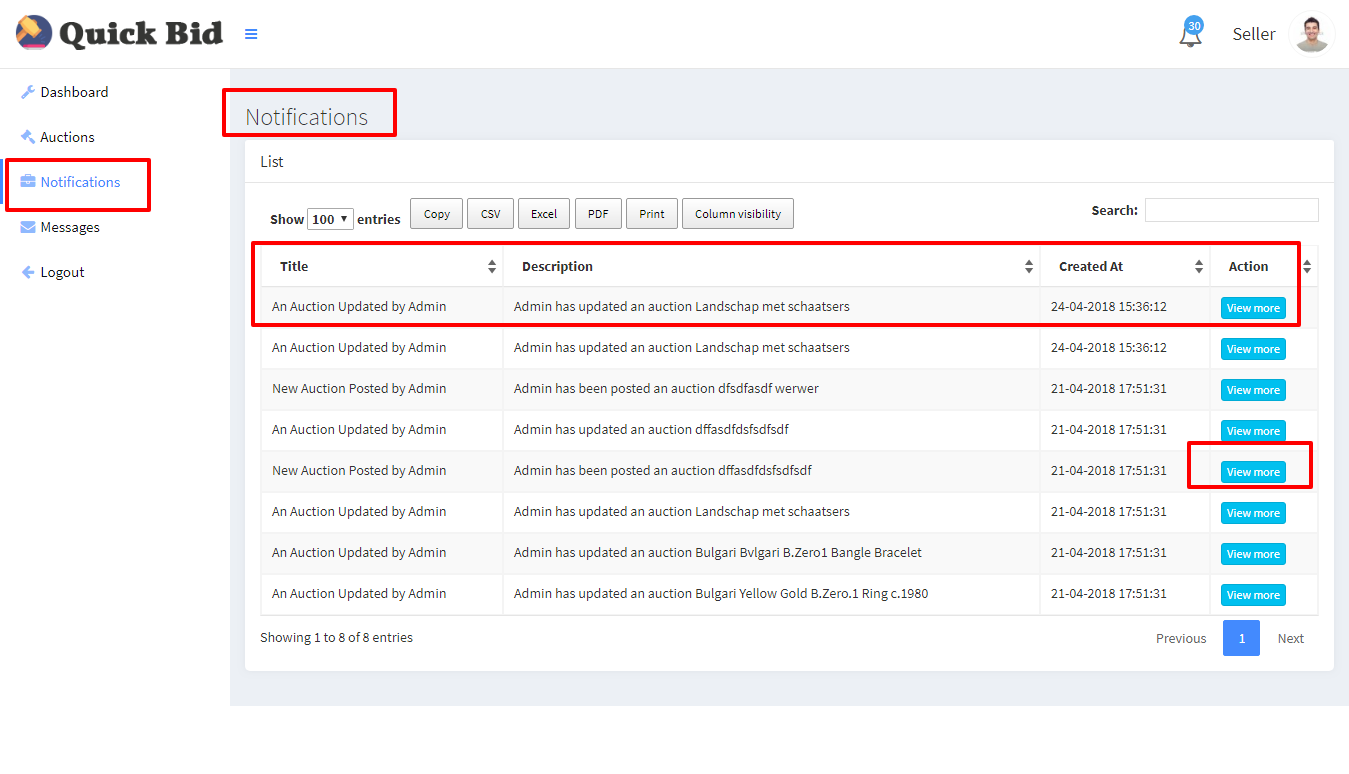 Quick Bid
30
Seller
Dashboard
Auctions
Notifications
Messages
Logout
Notifications
List
Show 100 entries Copy CSV Excel PDF Print Column visibility Search:
Title Description Created At Action
An Auction Updated by Admin Admin has updated an auction Landschap met schaatsers 24-04-2018 15:36:12 View more
An Auction Updated by Admin Admin has updated an auction Landschap met schaatsers 24-04-2018 15:36:12 View more
New Auction Posted by Admin Admin has been posted an auction dfsdfasdf werwer 21-04-2018 17:51:31 View more
An Auction Updated by Admin Admin has updated an auction dffasdfdsfsdfsdf 21-04-2018 17:51:31 View more
New Auction Posted by Admin Admin has been posted an auction dffasdfdsfsdfsdf 21-04-2018 17:51:31 View more
An Auction Updated by Admin Admin has updated an auction Landschap met schaatsers 21-04-2018 17:51:31 View more
An Auction Updated by Admin Admin has updated an auction Bulgari Bvlgari B.Zero1 Bangle Bracelet 21-04-2018 17:51:31 View more
An Auction Updated by Admin Admin has updated an auction Bulgari Yellow Gold B.Zero.1 Ring c.1980 21-04-2018 17:51:31 View more
Showing 1 to 8 of 8 entries Previous 1 Next